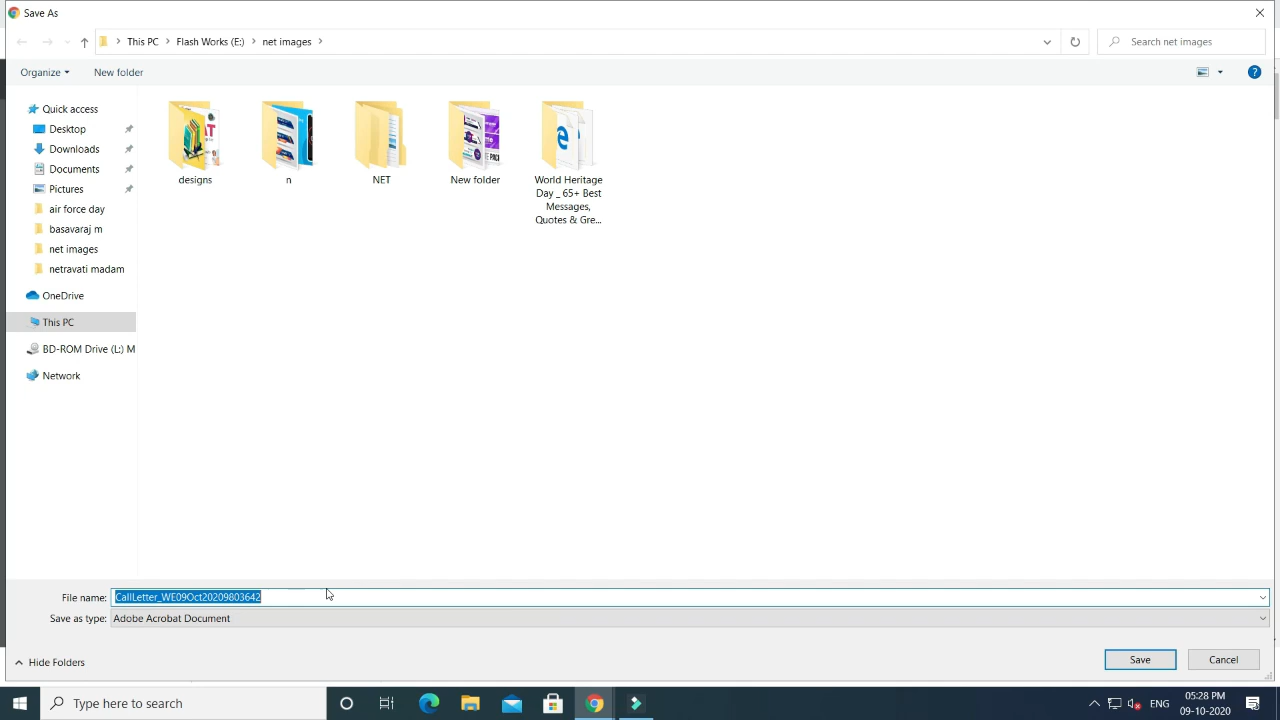 Save As
This PC > Flash Works (E:) > net images >
Search net images
Organize
New folder
Quick access
Desktop
Downloads
Documents
Pictures
air force day
basavaraj m
net images
netravati madam
OneDrive
This PC
BD-ROM Drive (L:) M
Network
designs
n
NET
New folder
World Heritage
Day _ 65+ Best
Messages,
Quotes & Gre...
File name: CallLetter_WE09Oct20209803642
Save as type: Adobe Acrobat Document
Hide Folders
Save
Cancel
Type here to search
ENG
05:28 PM
09-10-2020